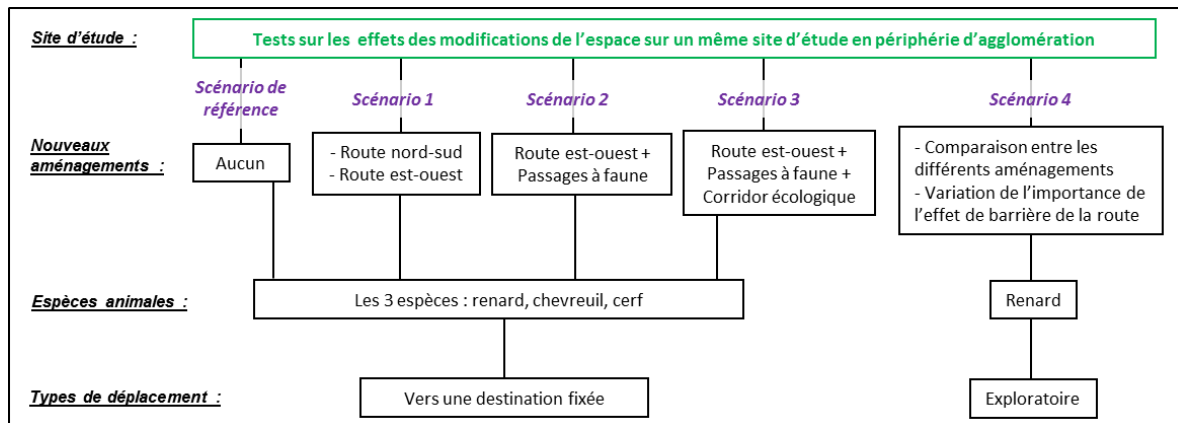 Site d'étude :
Tests sur les effets des modifications de l'espace sur un même site d'étude en périphérie d'agglomération
Scénario de
référence
Scénario 1
Scénario 2
Scénario 3
Scénario 4
Nouveaux
aménagements :
Aucun
- Route nord-sud
- Route est-ouest
Route est-ouest +
Passages à faune
Route est-ouest +
Passages à faune +
Corridor écologique
- Comparaison entre les
différents aménagements
- Variation de l'importance de
l'effet de barrière de la route
Espèces animales :
Les 3 espèces : renard, chevreuil, cerf
Renard
Types de déplacement :
Vers une destination fixée
Exploratoire